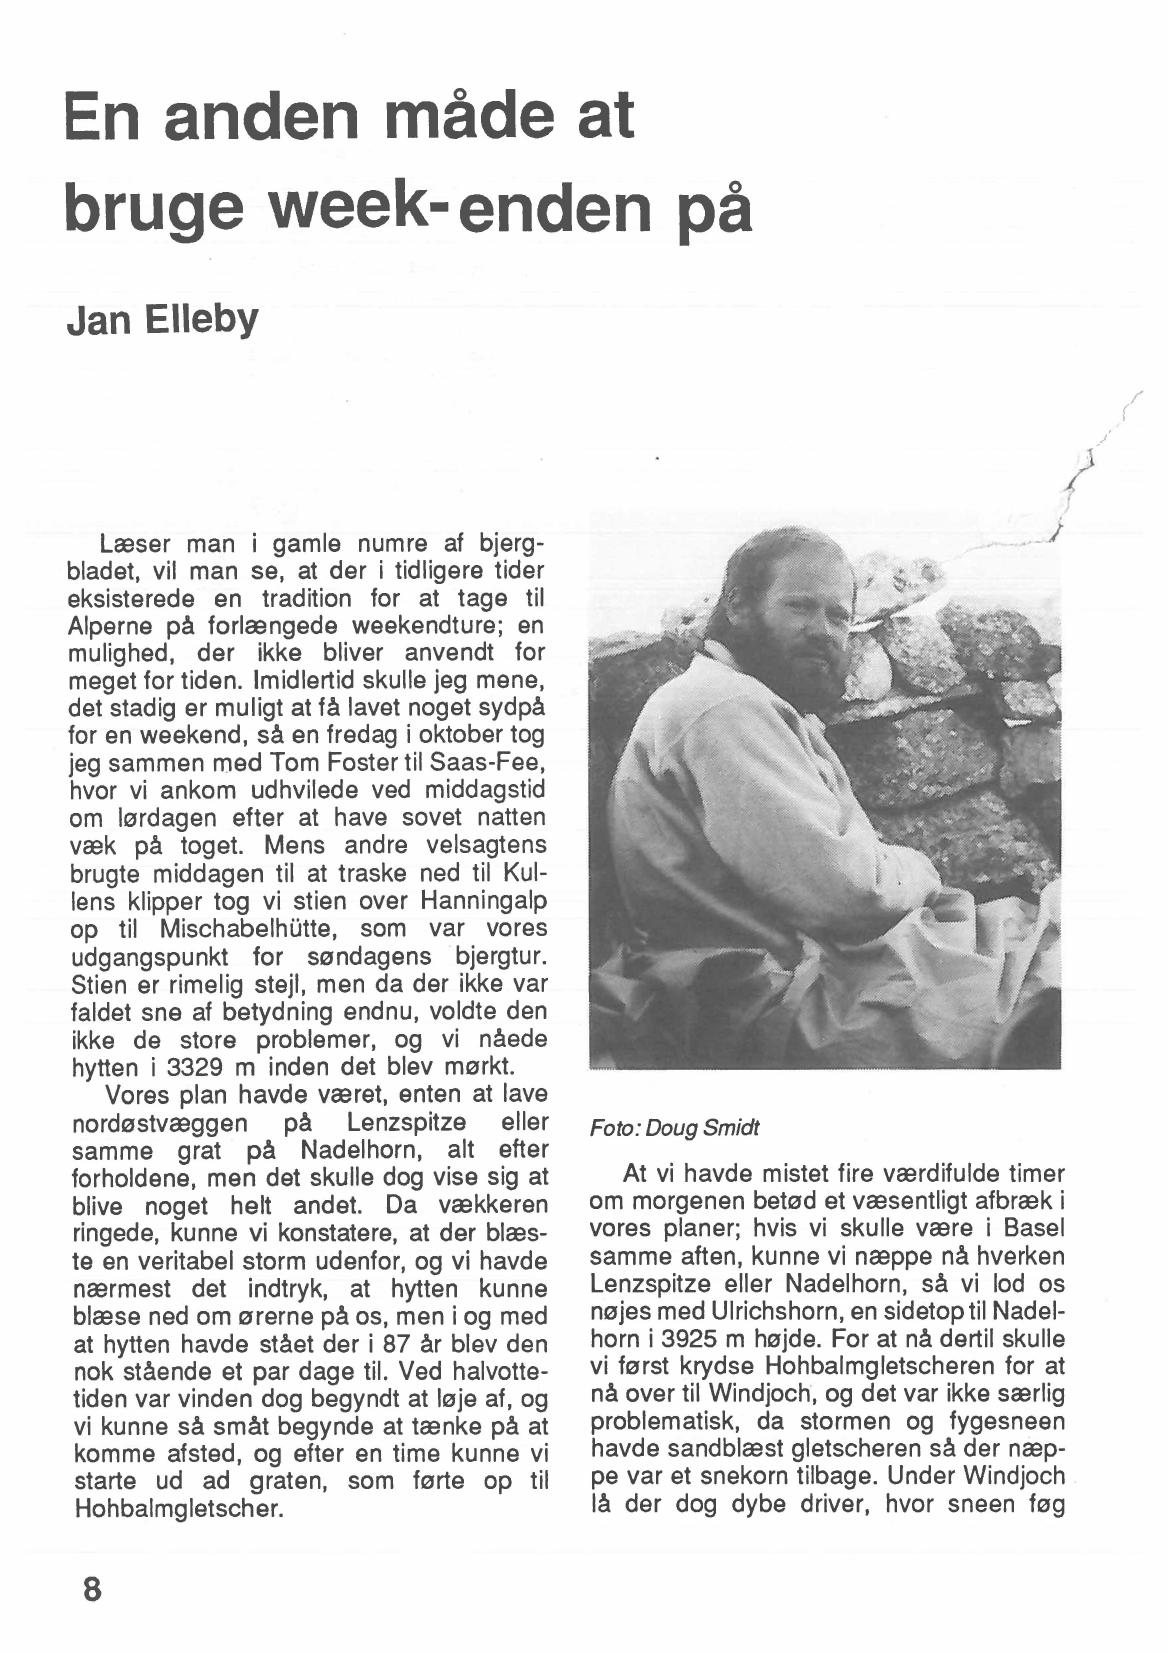 En anden måde at
bruge week-enden på
Jan Elleby
Læser man i gamle numre af bjerg-
bladet, vil man se, at der i tidligere tider
eksisterede en tradition for at tage til
Alperne på forlængede weekendture; en
mulighed, der ikke bliver anvendt for
meget for tiden. Imidlertid skulle jeg mene,
det stadig er muligt at få lavet noget sydpå
for en weekend, så en fredag i oktober tog
jeg sammen med Tom Foster til Saas-Fee,
hvor vi ankom udhvilede ved middagstid
om lørdagen efter at have sovet natten
væk på toget. Mens andre velsagtens
brugte middagen til at traske ned til Kul-
lens klipper tog vi stien over Hanningalp
op til Mischabelhütte, som var vores
udgangspunkt for søndagens bjergtur.
Stien er rimelig stejl, men da der ikke var
faldet sne af betydning endnu, voldte den
ikke de store problemer, og vi nåede
hytten i 3329 m inden det blev mørkt.
Vores plan havde været, enten at lave
nordøstvæggen på Lenzspitze eller
samme grat på Nadelhorn, alt efter
forholdene, men det skulle dog vise sig at
blive noget helt andet. Da vækkeren
ringede, kunne vi konstatere, at der blæs-
te en veritabel storm udenfor, og vi havde
nærmest det indtryk, at hytten kunne
blæse ned om ørerne på os, men i og med
at hytten havde stået der i 87 år blev den
nok stående et par dage til. Ved halvotte-
tiden var vinden dog begyndt at løje af, og
vi kunne så småt begynde at tænke på at
komme afsted, og efter en time kunne vi
starte ud ad graten, som førte op til
Hohbalmgletscher.
Foto: Doug Smidt
At vi havde mistet fire værdifulde timer
om morgenen betød et væsentligt afbræk i
vores planer; hvis vi skulle være i Basel
samme aften, kunne vi næppe nå hverken
Lenzspitze eller Nadelhorn, så vi lod os
nøjes med Ulrichshorn, en sidetop til Nadel-
horn i 3925 m højde. For at nå dertil skulle
vi først krydse Hohbalmgletscheren for at
nå over til Windjoch, og det var ikke særlig
problematisk, da stormen og fygesneen
havde sandblæst gletscheren så der næp-
pe var et snekorn tilbage. Under Windjoch
lå der dog dybe driver, hvor sneen føg
8